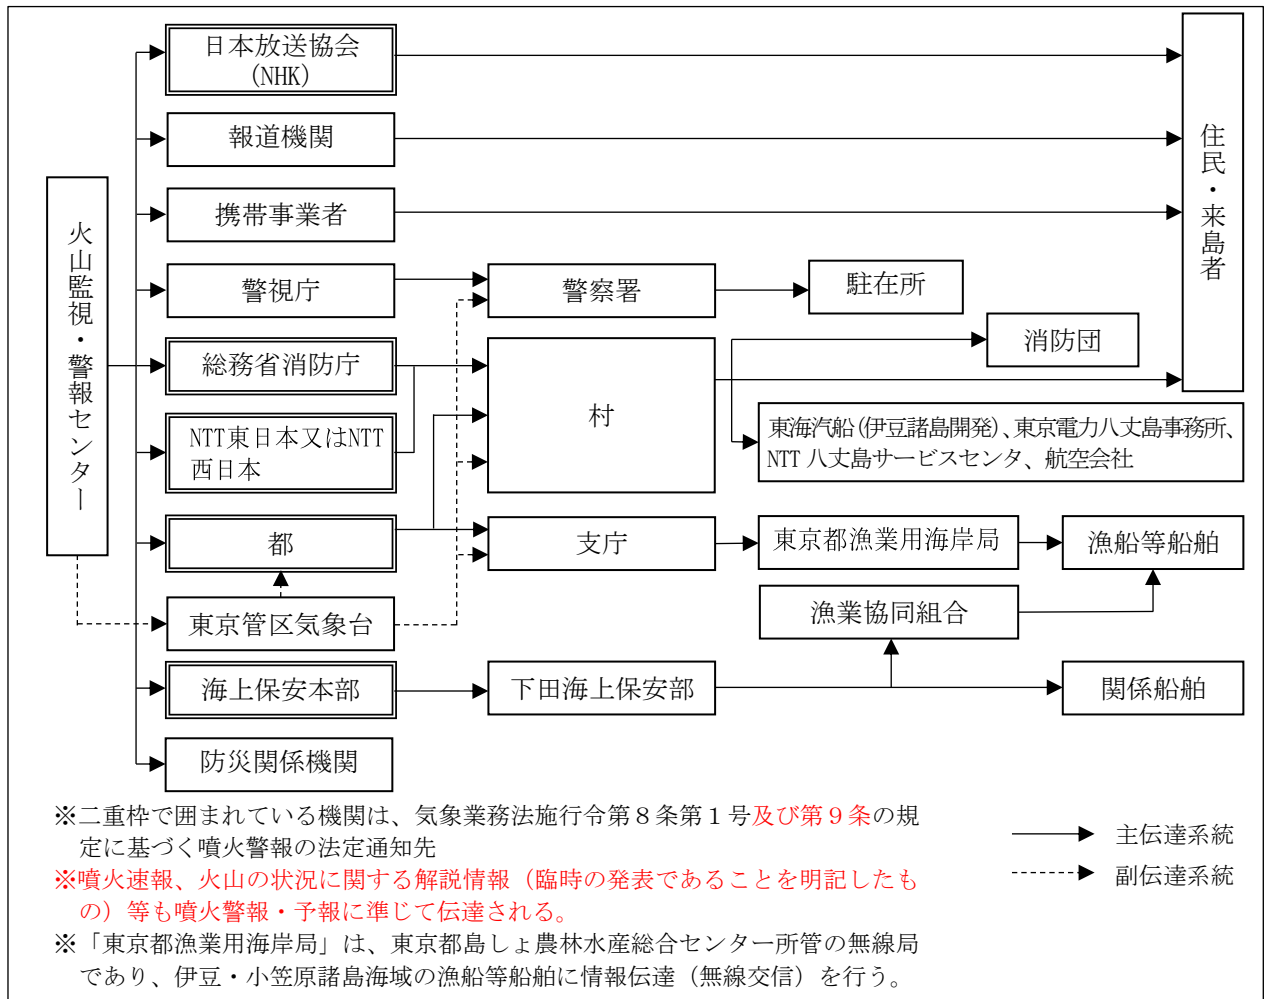 日本放送協会
(NHK)
報道機関
携帯事業者
警視庁
警察署
駐在所
総務省消防庁
村
消防団
NTT東日本又はNTT
西日本
東海汽船(伊豆諸島開発)、東京電力八丈島事務所、
NTT 八丈島サービスセンタ、航空会社
都
支庁
東京都漁業用海岸局
漁船等船舶
東京管区気象台
漁業協同組合
海上保安本部
下田海上保安部
関係船舶
防災関係機関
火山監視・警報センター
住民・来島者
※二重枠で囲まれている機関は、気象業務法施行令第８条第１号及び第９条の規
定に基づく噴火警報の法定通知先
※噴火速報、火山の状況に関する解説情報（臨時の発表であることを明記したも
の）等も噴火警報・予報に準じて伝達される。
※「東京都漁業用海岸局」は、東京都島しょ農林水産総合センター所管の無線局
であり、伊豆・小笠原諸島海域の漁船等船舶に情報伝達（無線交信）を行う。
主伝達系統
副伝達系統